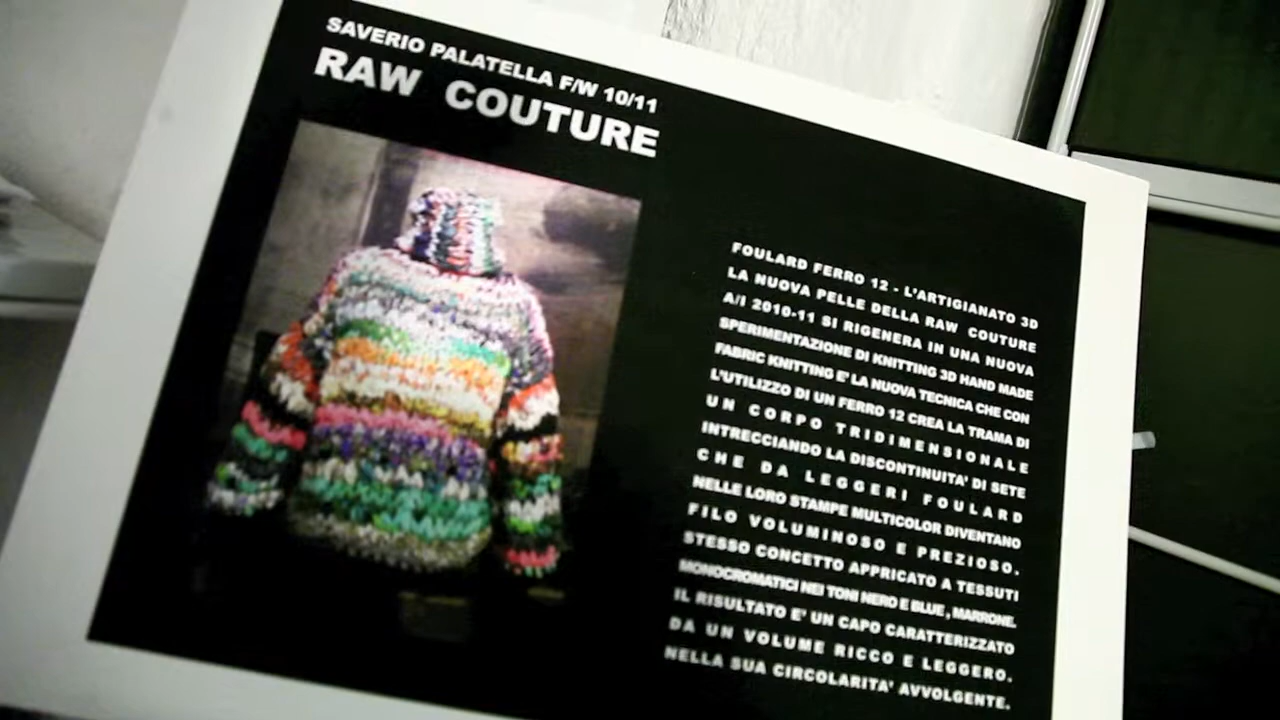 SAVERIO PALATELLA F/W 10/11
RAW COUTURE
FOULARD FERRO 12 - L'ARTIGIANATO 3D
LA NUOVA PELLE DELLA RAW COUTURE
A/I 2010-11 SI RIGENERA IN UNA NUOVA
SPERIMENTAZIONE DI KNITTING 3D HAND MADE
FABRIC KNITTING E' LA NUOVA TECNICA CHE CON
L'UTILIZZO DI UN FERRO 12 CREA LA TRAMA DI
UN CORPO TRIDIMENSIONALE
INTRECCIANDO LA DISCONTINUITA' DI SETE
CHE DA LEGGERI FOULARD
NELLE LORO STAMPE MULTICOLOR DIVENTANO
FILO VOLUMINOSO E PREZIOSO.
STESSO CONCETTO APPRICATO A TESSUTI
MONOCROMATICI NEI TONI NERO E BLUE, MARRONE.
IL RISULTATO E' UN CAPO CARATTERIZZATO
DA UN VOLUME RICCO E LEGGERO.
NELLA SUA CIRCOLARITA' AVVOLGENTE.